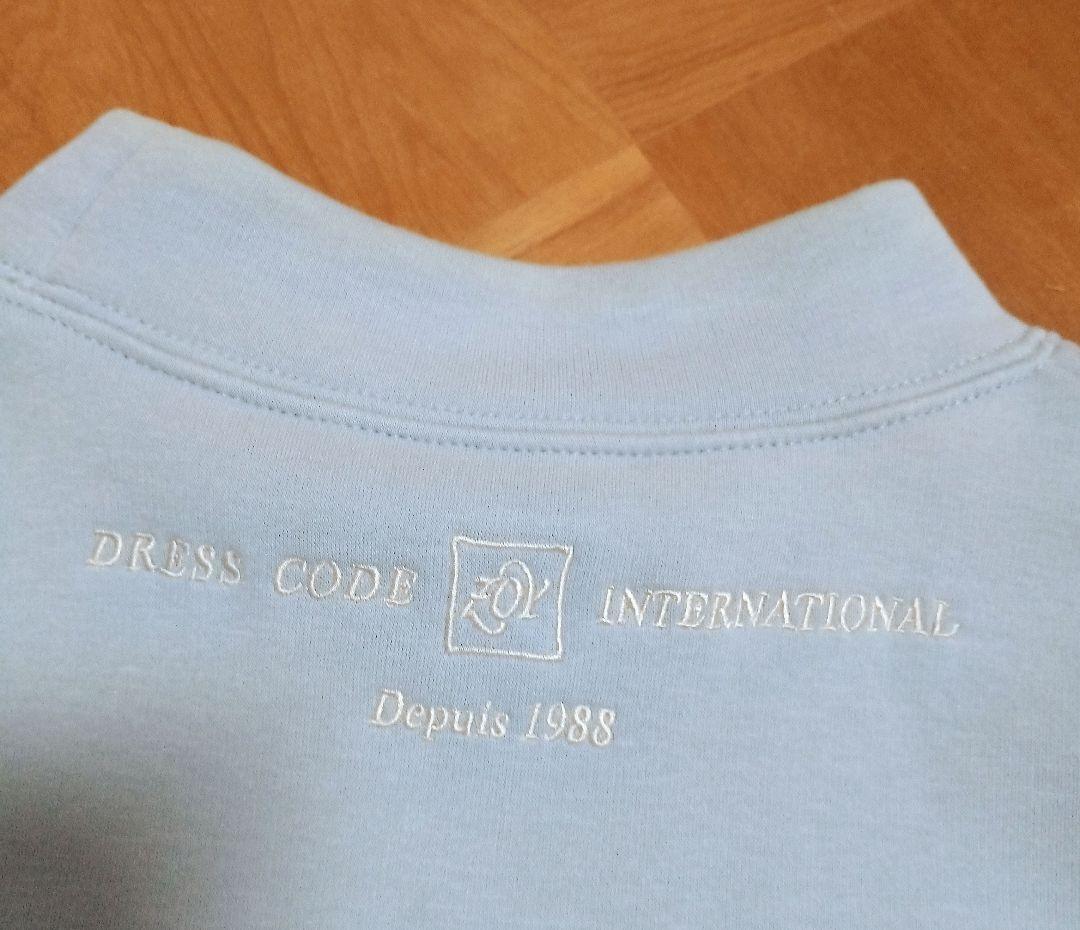 DRESS CODE ZOY INTERNATIONAL
Depuis 1988